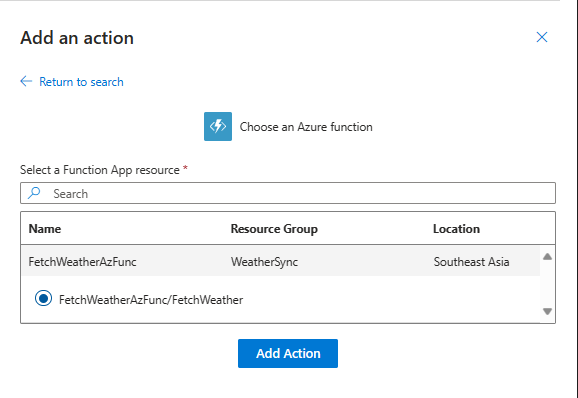 Add an action
← Return to search
Choose an Azure function
Select a Function App resource *
Search
Name Resource Group Location
FetchWeatherAzFunc WeatherSync Southeast Asia
FetchWeatherAzFunc/FetchWeather
Add Action